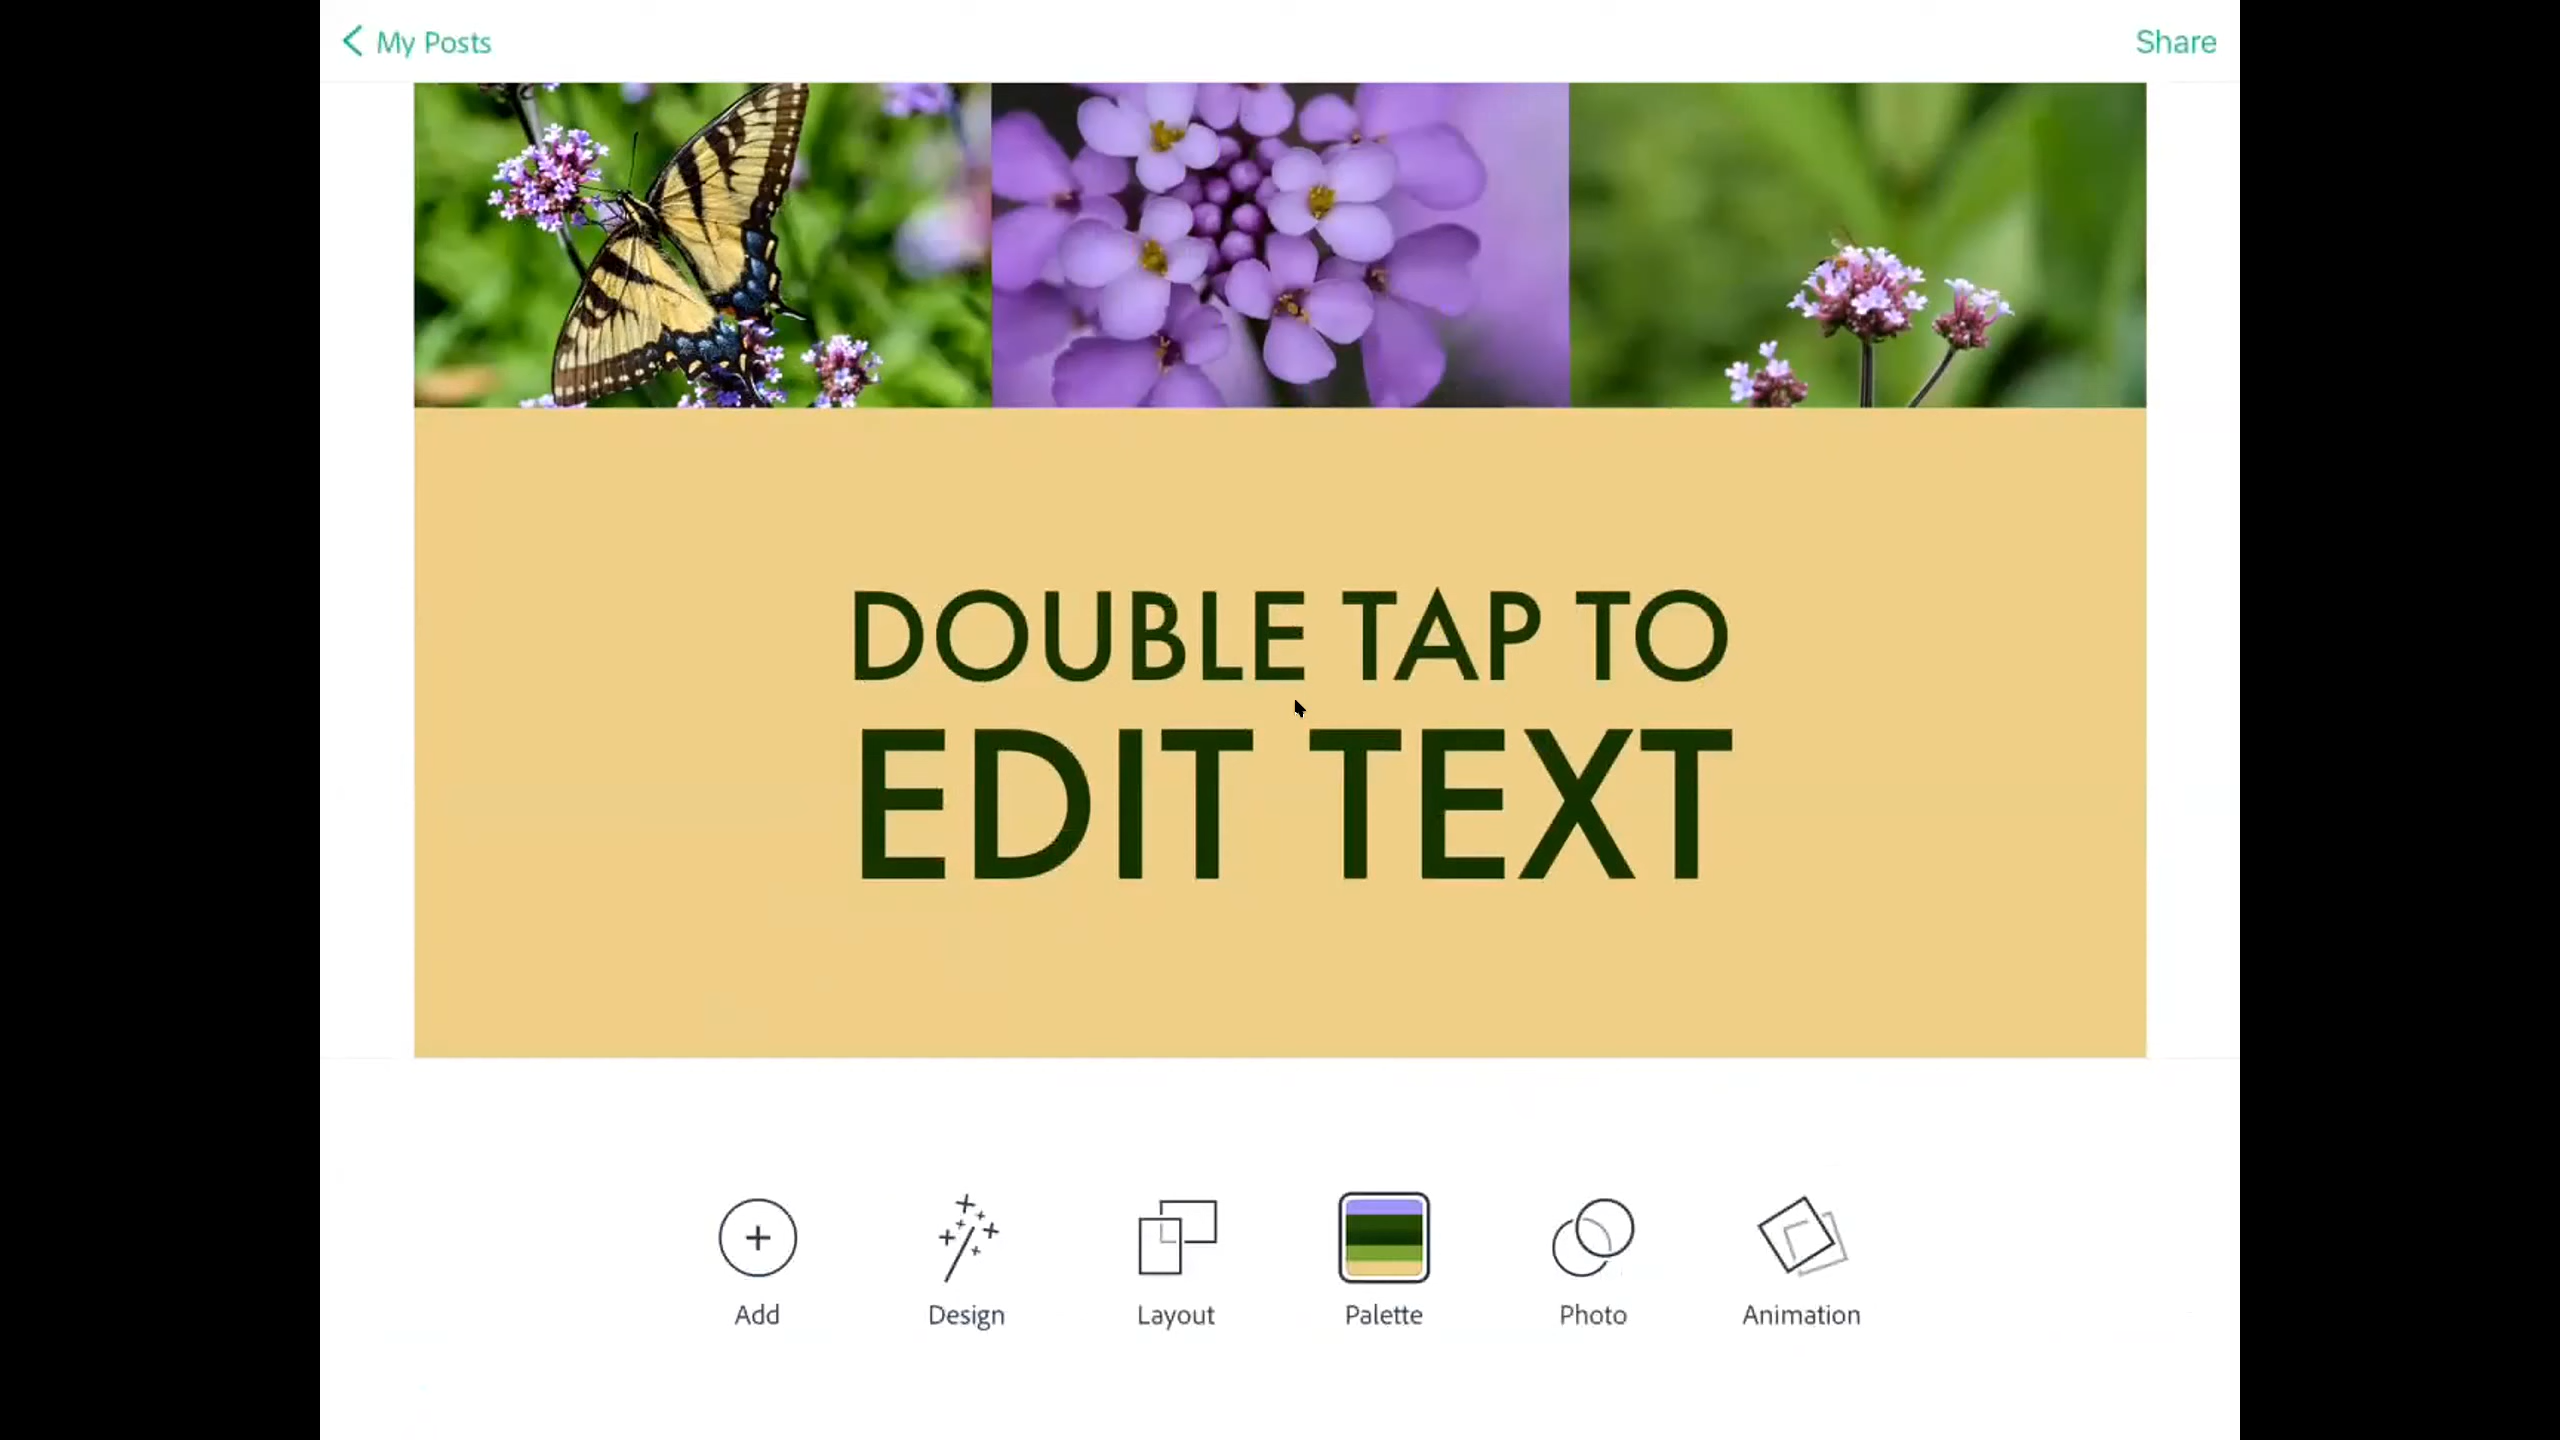 My Posts
Share
DOUBLE TAP TO
EDIT TEXT
Add
Design
Layout
Palette
Photo
Animation